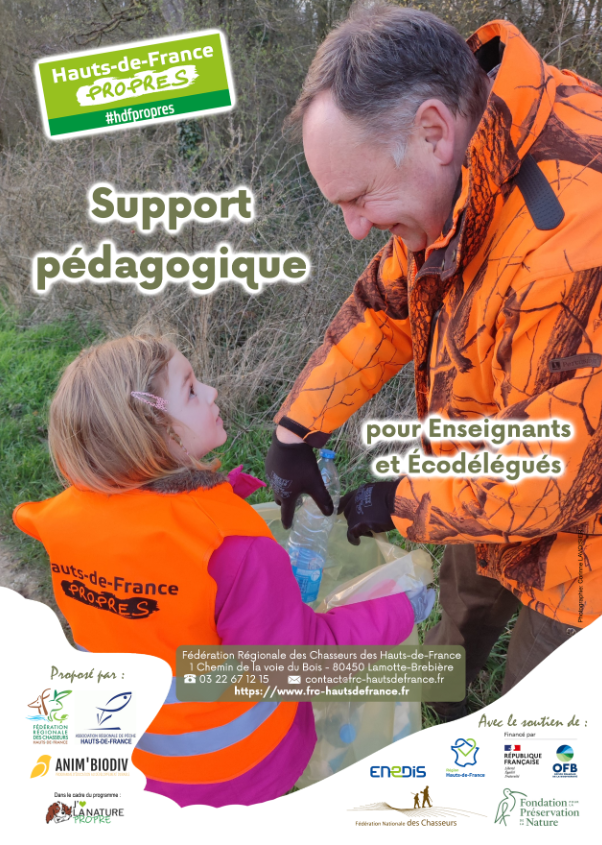 Hauts-de-France
PROPRES
#hdfpropres
Support
pédagogique
pour Enseignants
et Écodélégués
Hauts-de-France
PROPRES
Fédération Régionale des Chasseurs des Hauts-de-France
1 Chemin de la voie du Bois - 80450 Lamotte-Brebière
03 22 67 12 15 contact@frc-hautsdefrance.fr
https://www.frc-hautsdefrance.fr
Proposé par :
FÉDÉRATION
RÉGIONALE
DES CHASSEURS
HAUTS-DE-FRANCE
ASSOCIATION RÉGIONALE DE PÊCHE
HAUTS-DE-FRANCE
ANIM'BIODIV
Dans le cadre du programme :
J'
LA NATURE
PROPRE
Avec le soutien de :
Financé par
ENEDIS
Région
Hauts-de-France
RÉPUBLIQUE
FRANÇAISE
Liberté
Égalité
Fraternité
OFB
OFFICE FRANÇAIS
DE LA BIODIVERSITÉ
Fédération Nationale des Chasseurs
Fondation pour la
Préservation
de la Nature